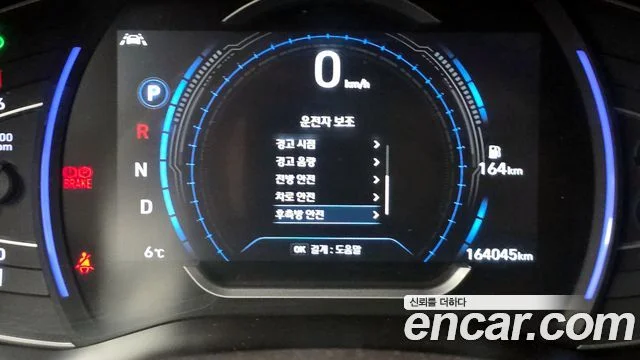 0 km/h
운전자 보조
경고 시점
경고 음량
전방 안전
차로 안전
후측방 안전
OK 길게 : 도움말
P
R
N
D
BRAKE
6℃
164km
164045km
신뢰를 더하다
encar.com